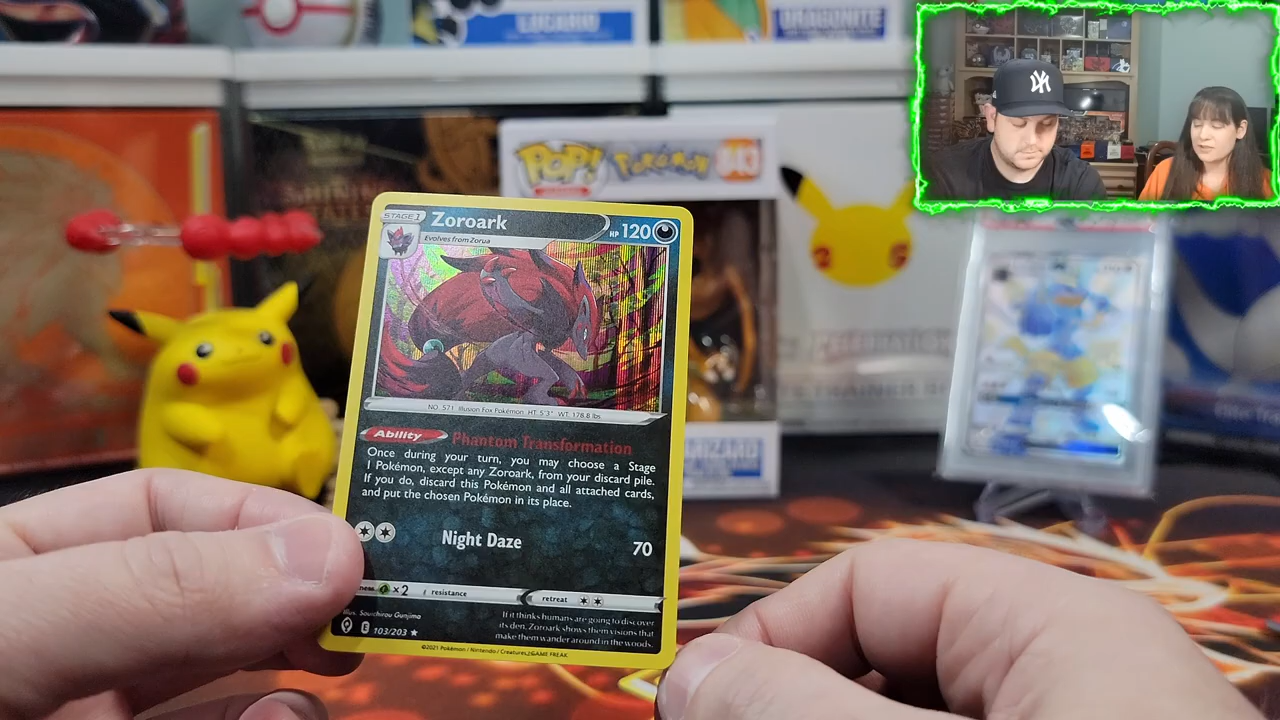 LUCARIO
DRAGONITE
POP! Pokémon 843
NY
STAGE 1 Zoroark HP 120
Evolves from Zorua
NO. 571 Illusion Fox Pokémon HT: 5'3" WT: 178.8 lbs
Ability Phantom Transformation
Once during your turn, you may choose a Stage
1 Pokémon, except any Zoroark, from your discard pile.
If you do, discard this Pokémon and all attached cards,
and put the chosen Pokémon in its place.
Night Daze 70
x2 resistance retreat
Illus. Souichirou Gunjima
E 103/203
If it thinks humans are going to discover
its den, Zoroark shows them visions that
make them wander around in the woods.
©2021 Pokémon / Nintendo / Creatures / GAME FREAK